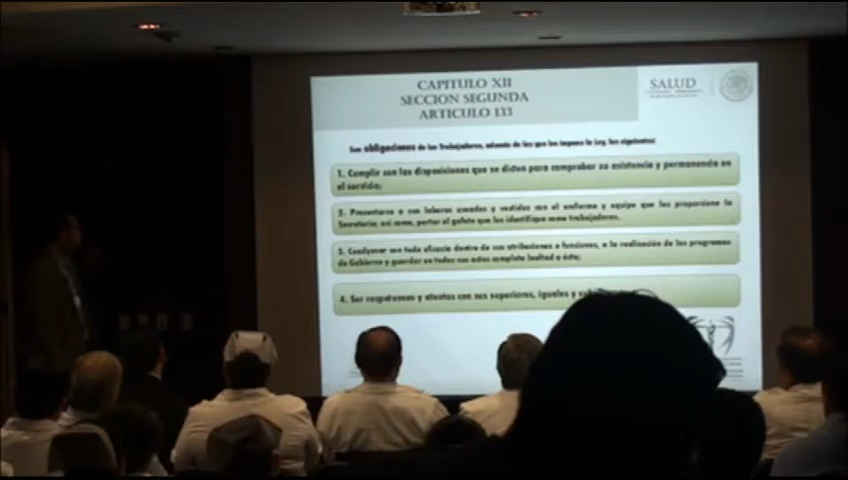 CAPITULO XII
SECCION SEGUNDA
ARTICULO 133
SALUD
Son obligaciones de los Trabajadores, además de las que les impone la Ley, las siguientes:
1. Cumplir con las disposiciones que se dicten para comprobar su asistencia y permanencia en
el servicio;
2. Presentarse a sus labores aseados y vestidos con el uniforme y equipo que les proporcione la
Secretaría; así como, portar el gafete que los identifique como trabajadores.
3. Coadyuvar con toda eficacia dentro de sus atribuciones o funciones, a la realización de los programas
de Gobierno y guardar en todos sus actos completa lealtad a éste;
4. Ser respetuosos y atentos con sus superiores, iguales y